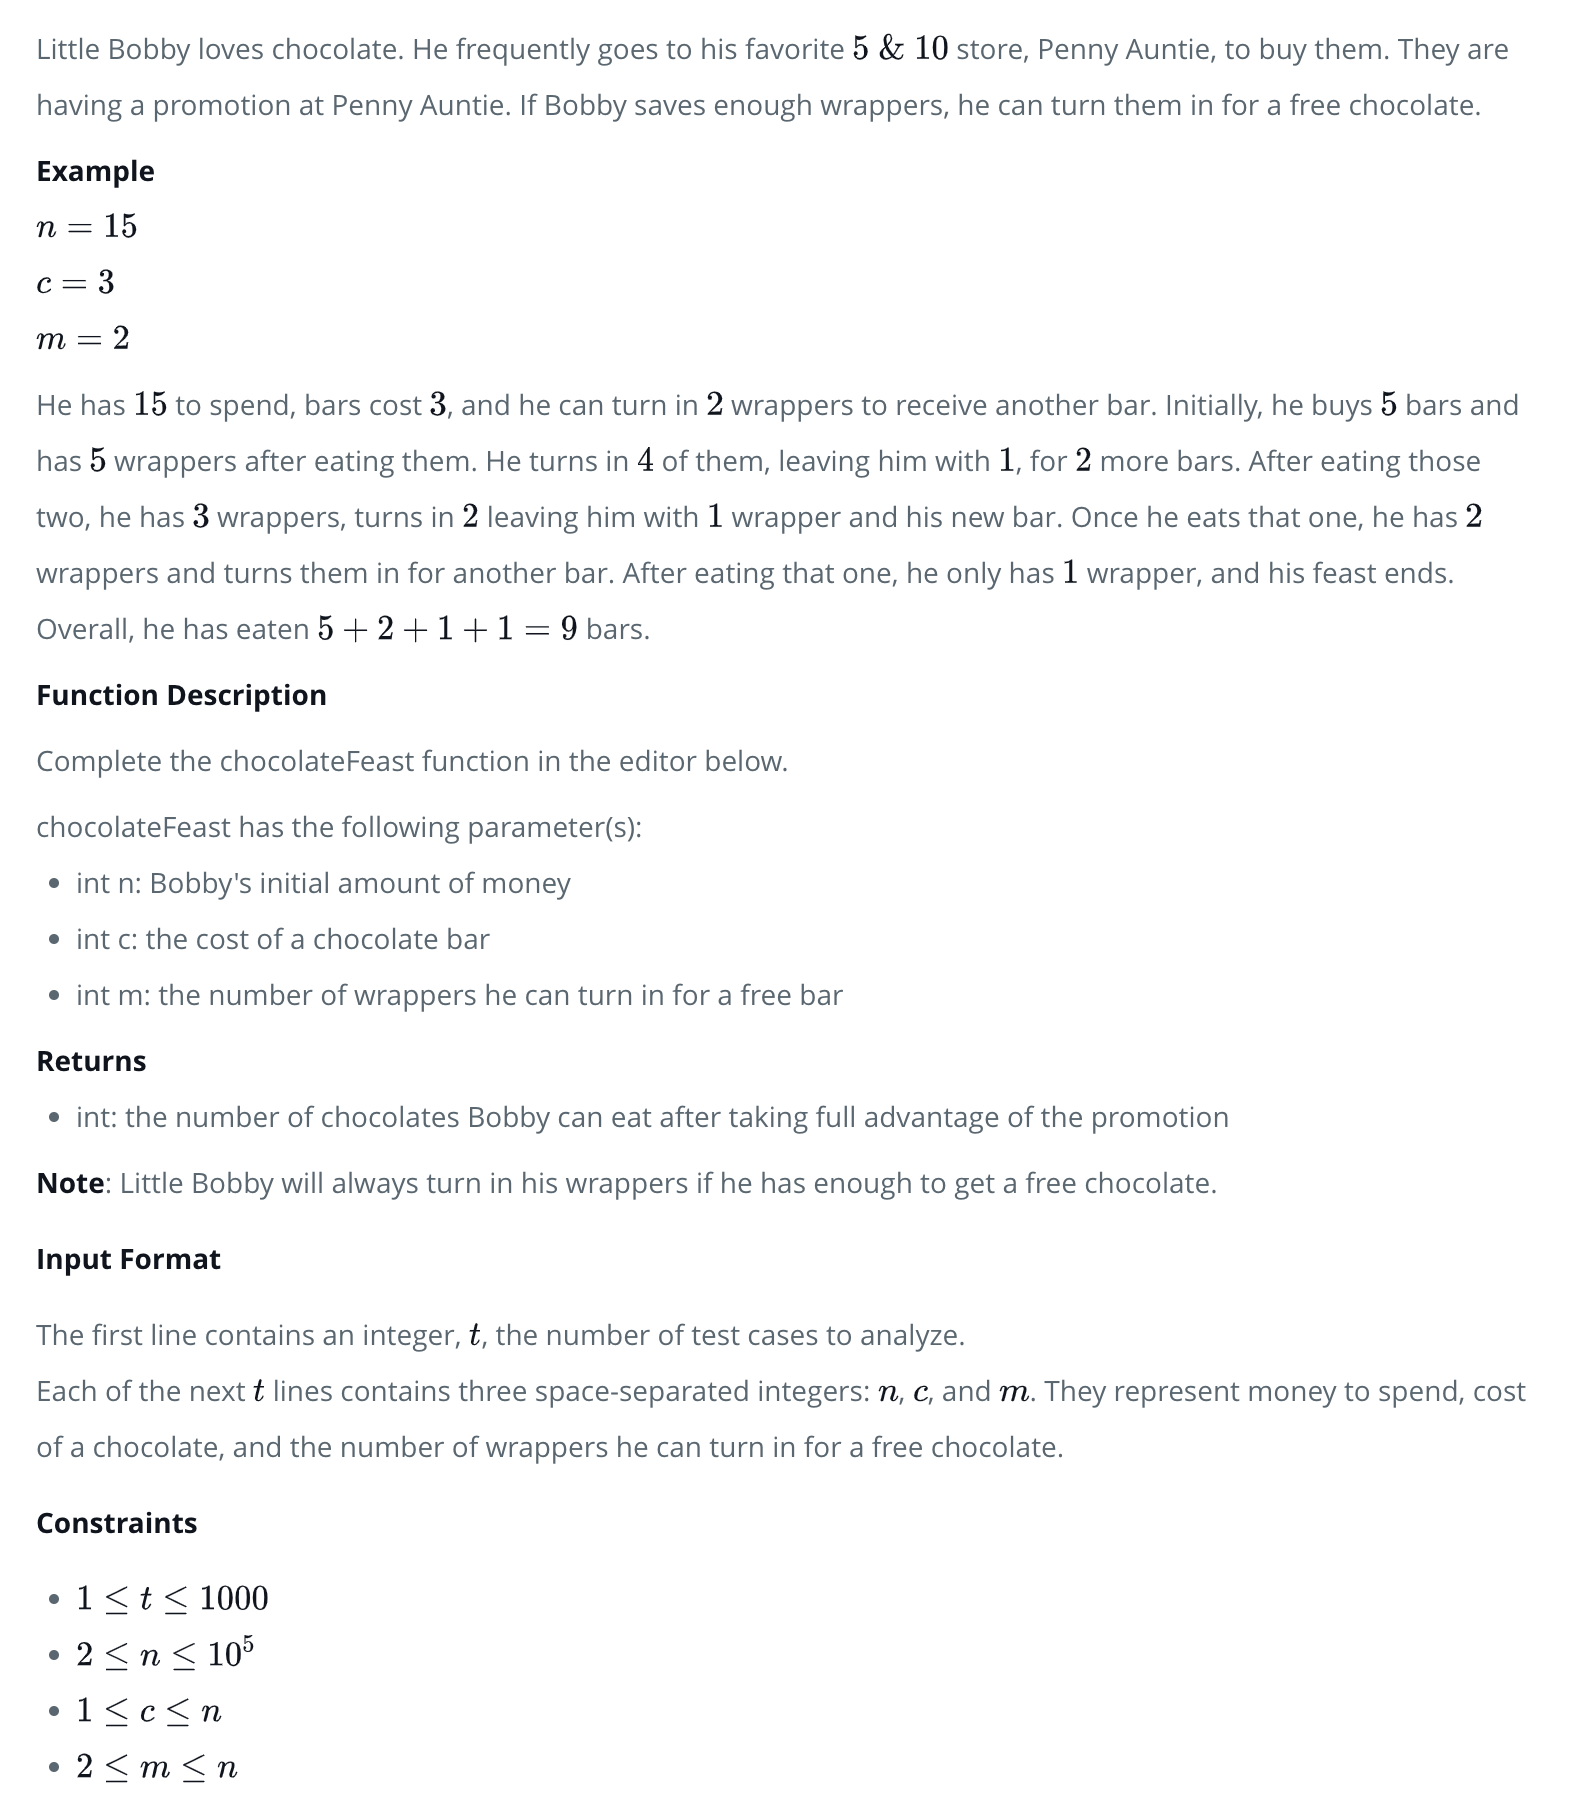 Little Bobby loves chocolate. He frequently goes to his favorite 5 & 10 store, Penny Auntie, to buy them. They are
having a promotion at Penny Auntie. If Bobby saves enough wrappers, he can turn them in for a free chocolate.
Example
n = 15
c = 3
m = 2
He has 15 to spend, bars cost 3, and he can turn in 2 wrappers to receive another bar. Initially, he buys 5 bars and
has 5 wrappers after eating them. He turns in 4 of them, leaving him with 1, for 2 more bars. After eating those
two, he has 3 wrappers, turns in 2 leaving him with 1 wrapper and his new bar. Once he eats that one, he has 2
wrappers and turns them in for another bar. After eating that one, he only has 1 wrapper, and his feast ends.
Overall, he has eaten 5 + 2 + 1 + 1 = 9 bars.
Function Description
Complete the chocolateFeast function in the editor below.
chocolateFeast has the following parameter(s):
• int n: Bobby's initial amount of money
• int c: the cost of a chocolate bar
• int m: the number of wrappers he can turn in for a free bar
Returns
• int: the number of chocolates Bobby can eat after taking full advantage of the promotion
Note: Little Bobby will always turn in his wrappers if he has enough to get a free chocolate.
Input Format
The first line contains an integer, t, the number of test cases to analyze.
Each of the next t lines contains three space-separated integers: n, c, and m. They represent money to spend, cost
of a chocolate, and the number of wrappers he can turn in for a free chocolate.
Constraints
• 1 ≤ t ≤ 1000
• 2 ≤ n ≤ 10⁵
• 1 ≤ c ≤ n
• 2 ≤ m ≤ n